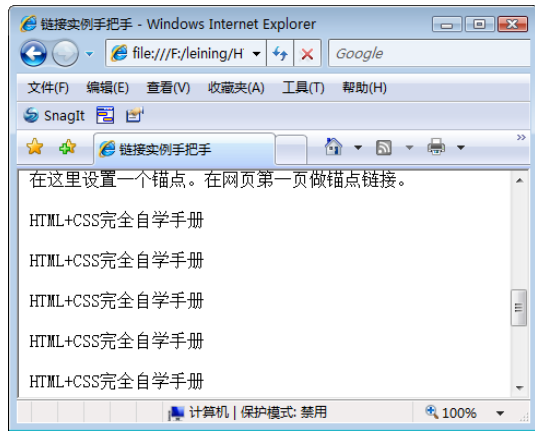 链接实例手把手 - Windows Internet Explorer
file:///F:/leining/H
Google
文件(F) 编辑(E) 查看(V) 收藏夹(A) 工具(T) 帮助(H)
SnagIt
链接实例手把手
在这里设置一个锚点。在网页第一页做锚点链接。
HTML+CSS完全自学手册
HTML+CSS完全自学手册
HTML+CSS完全自学手册
HTML+CSS完全自学手册
HTML+CSS完全自学手册
计算机 | 保护模式: 禁用 100%